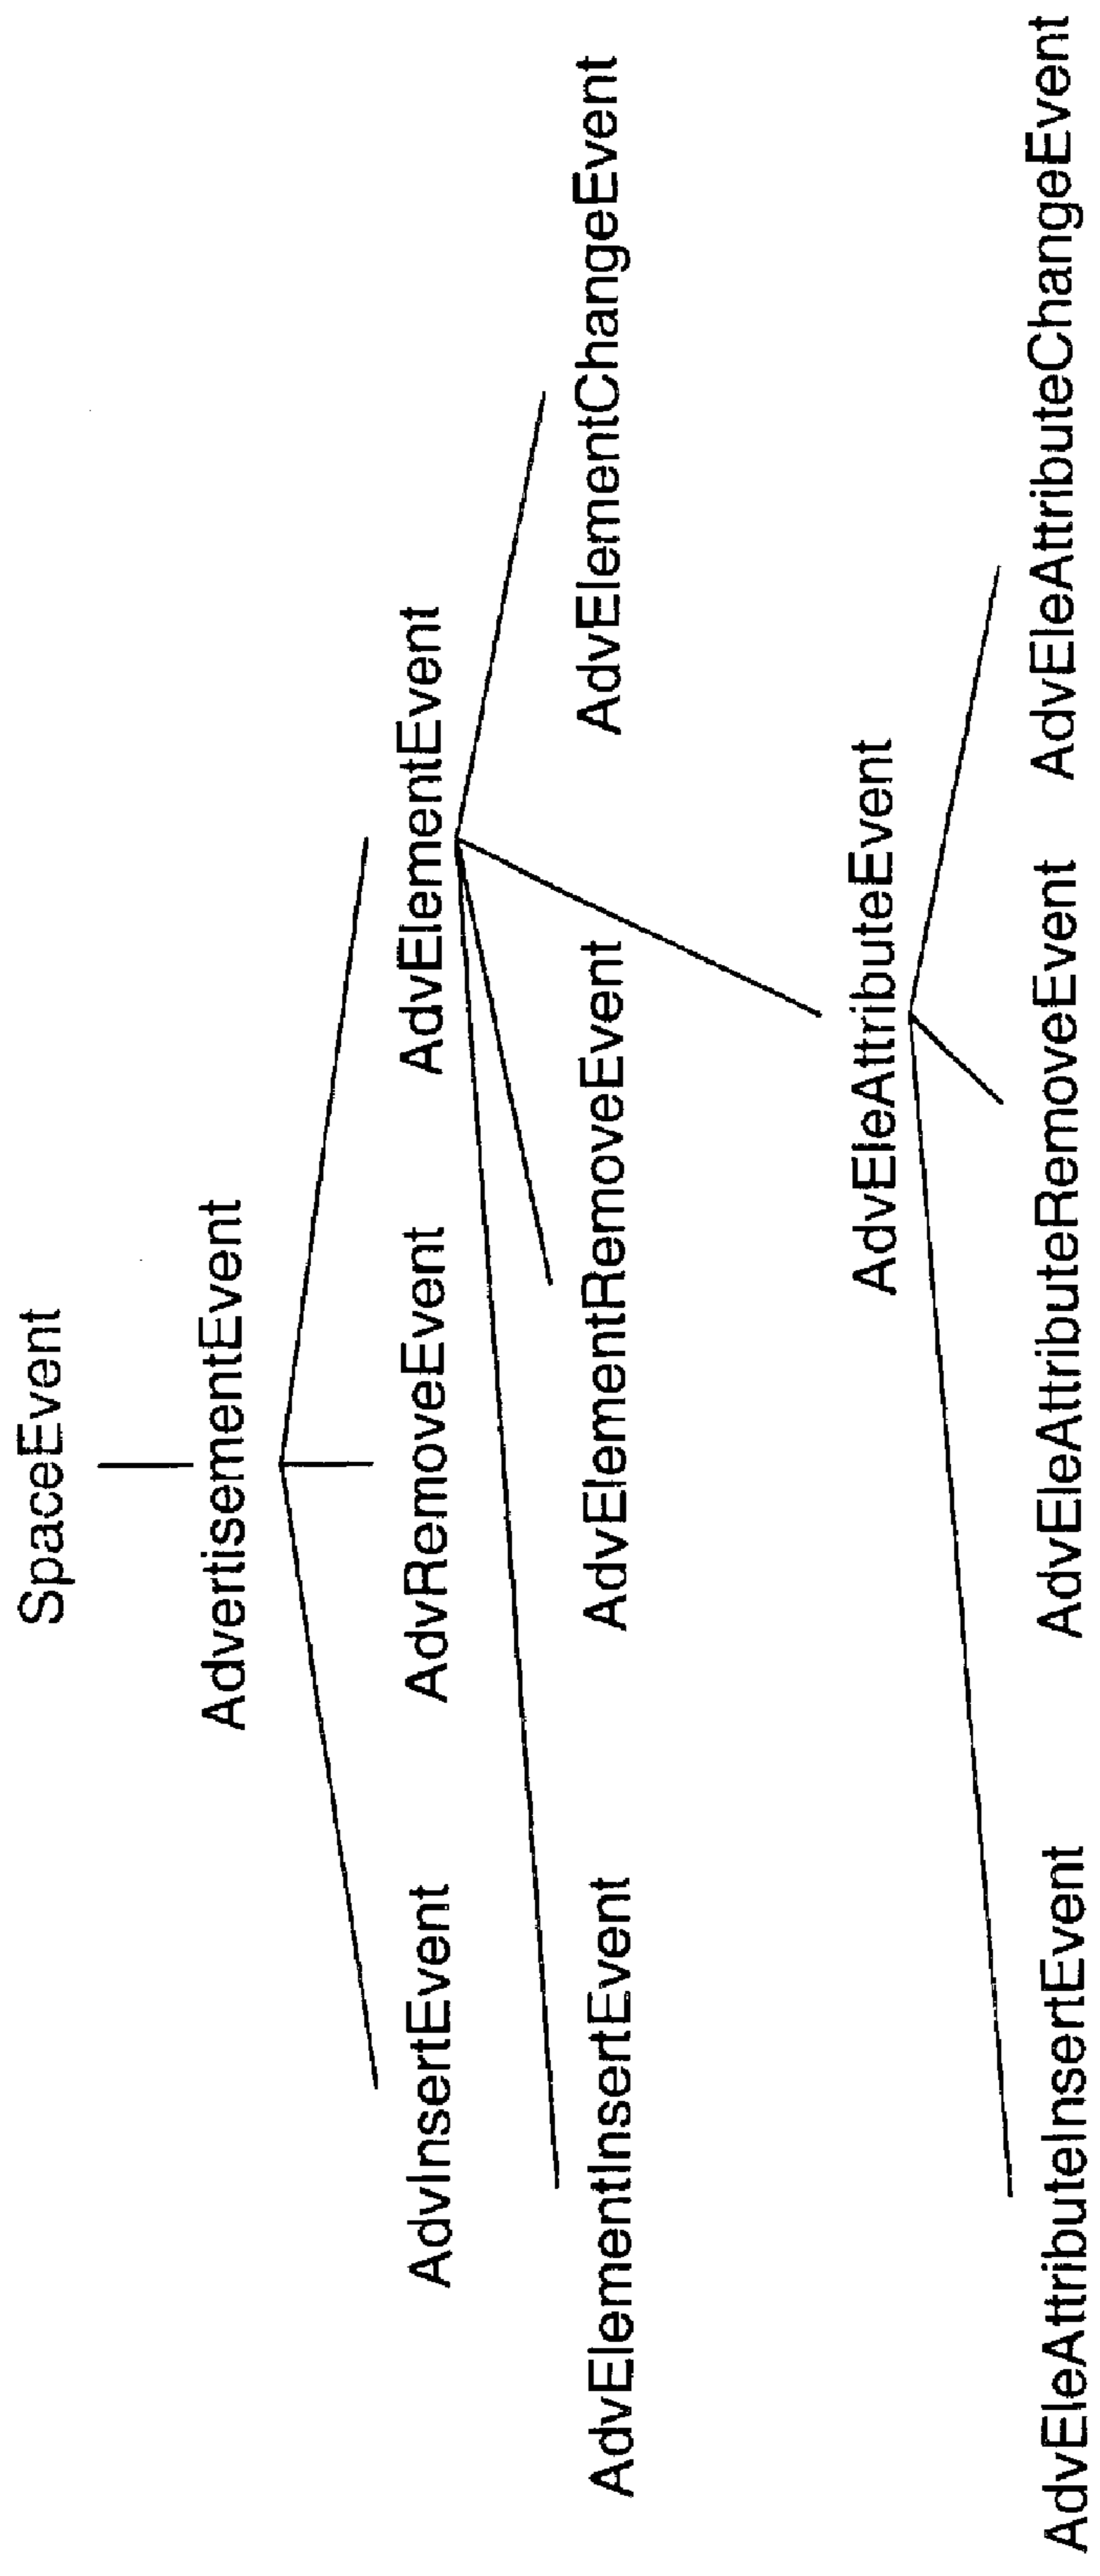 SpaceEvent
AdvertisementEvent
AdvInsertEvent
AdvRemoveEvent
AdvElementEvent
AdvElementInsertEvent
AdvElementRemoveEvent
AdvElementChangeEvent
AdvEleAttributeEvent
AdvEleAttributeInsertEvent
AdvEleAttributeRemoveEvent
AdvEleAttributeChangeEvent